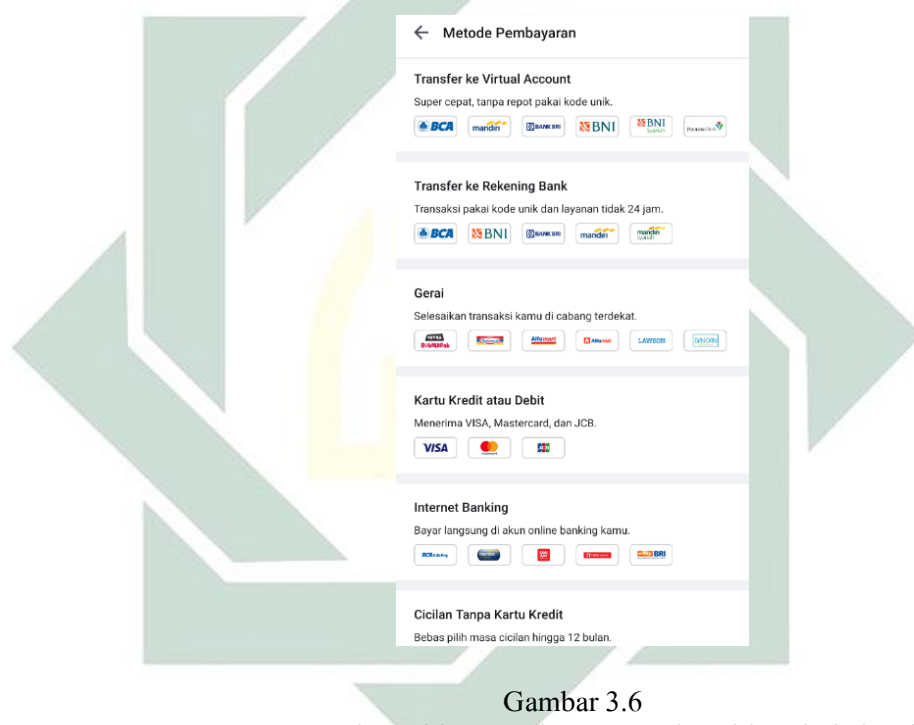 Metode Pembayaran
Transfer ke Virtual Account
Super cepat, tanpa repot pakai kode unik.
BCA mandiri BANK BRI BNI BNI Syariah
Transfer ke Rekening Bank
Transaksi pakai kode unik dan layanan tidak 24 jam.
BCA BNI BANK BRI mandiri mandiri syariah
Gerai
Selesaikan transaksi kamu di cabang terdekat.
Alfamart LAWSON DAN+DAN
Kartu Kredit atau Debit
Menerima VISA, Mastercard, dan JCB.
VISA mastercard JCB
Internet Banking
Bayar langsung di akun online banking kamu.
BCA BRI
Cicilan Tanpa Kartu Kredit
Bebas pilih masa cicilan hingga 12 bulan.
Gambar 3.6